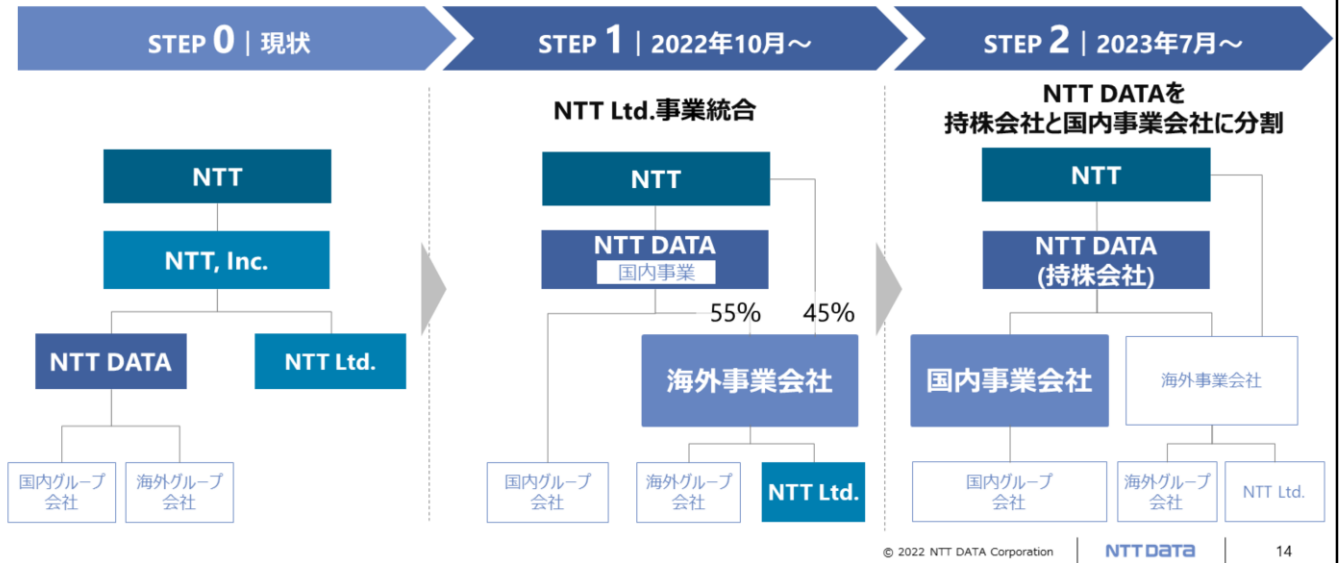 STEP 0 | 現状
STEP 1 | 2022年10月～
STEP 2 | 2023年7月～
NTT
NTT, Inc.
NTT DATA
NTT Ltd.
国内グループ
会社
海外グループ
会社
NTT Ltd.事業統合
NTT
NTT DATA
国内事業
55%
45%
海外事業会社
国内グループ
会社
海外グループ
会社
NTT Ltd.
NTT DATAを
持株会社と国内事業会社に分割
NTT
NTT DATA
(持株会社)
国内事業会社
海外事業会社
国内グループ
会社
海外グループ
会社
NTT Ltd.
© 2022 NTT DATA Corporation
NTT DATA
14